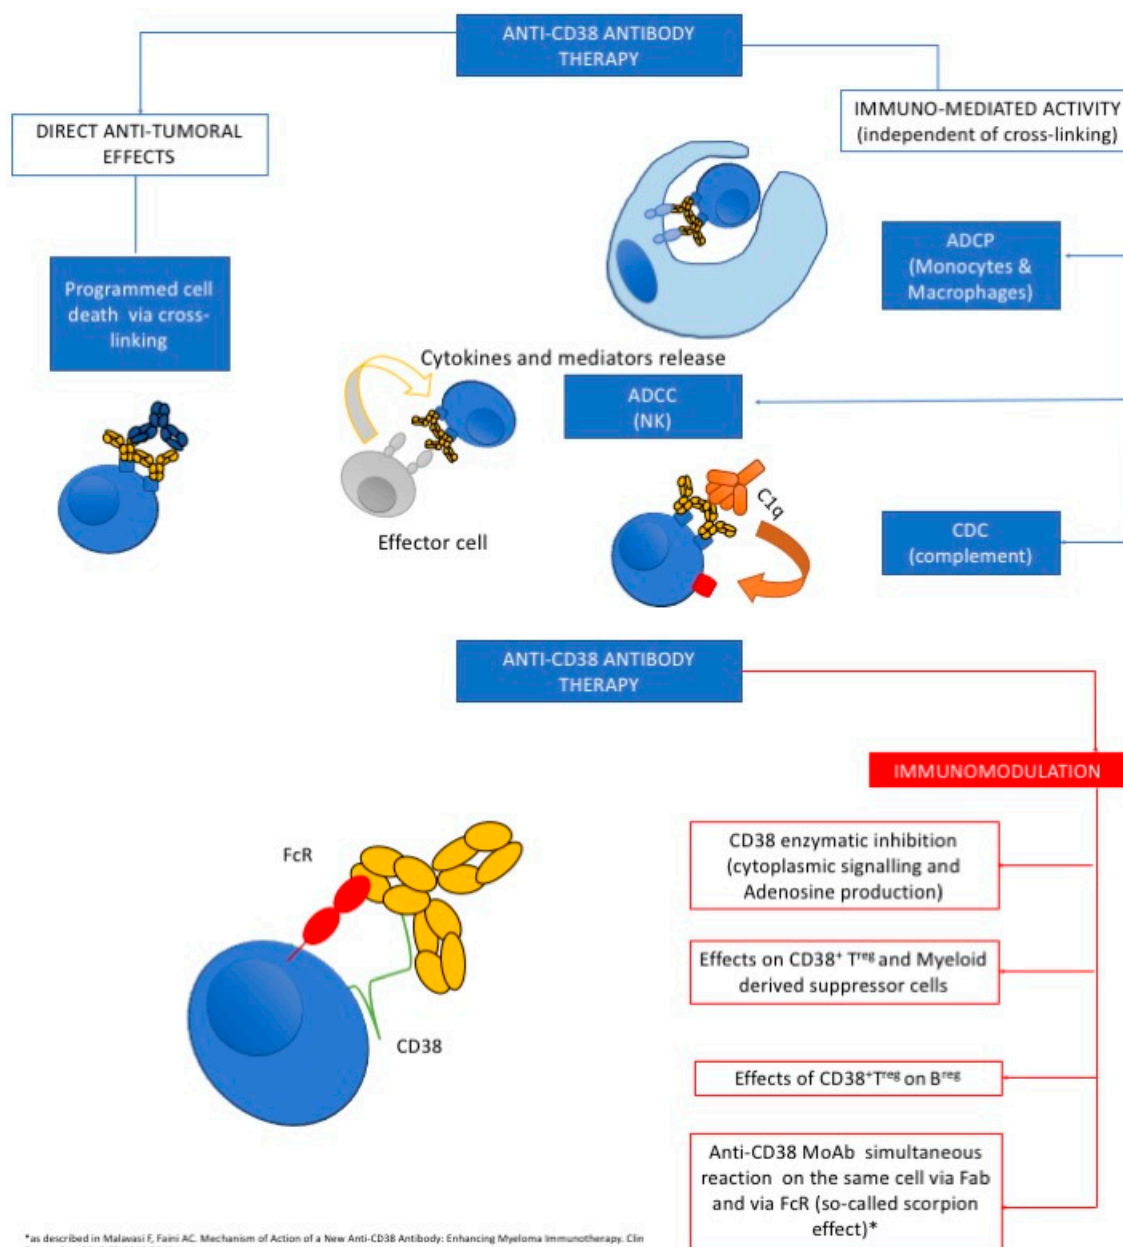 ANTI-CD38 ANTIBODY
THERAPY
DIRECT ANTI-TUMORAL
EFFECTS
IMMUNO-MEDIATED ACTIVITY
(independent of cross-linking)
Programmed cell
death via cross-
linking
ADCP
(Monocytes &
Macrophages)
Cytokines and mediators release
ADCC
(NK)
C1q
Effector cell
CDC
(complement)
ANTI-CD38 ANTIBODY
THERAPY
IMMUNOMODULATION
FcR
CD38
CD38 enzymatic inhibition
(cytoplasmic signalling and
Adenosine production)
Effects on CD38⁺ Tʳᵉᵍ and Myeloid
derived suppressor cells
Effects of CD38⁺Tʳᵉᵍ on Bʳᵉᵍ
Anti-CD38 MoAb simultaneous
reaction on the same cell via Fab
and via FcR (so-called scorpion
effect)*
*as described in Malavasi F, Faini AC. Mechanism of Action of a New Anti-CD38 Antibody: Enhancing Myeloma Immunotherapy. Clin